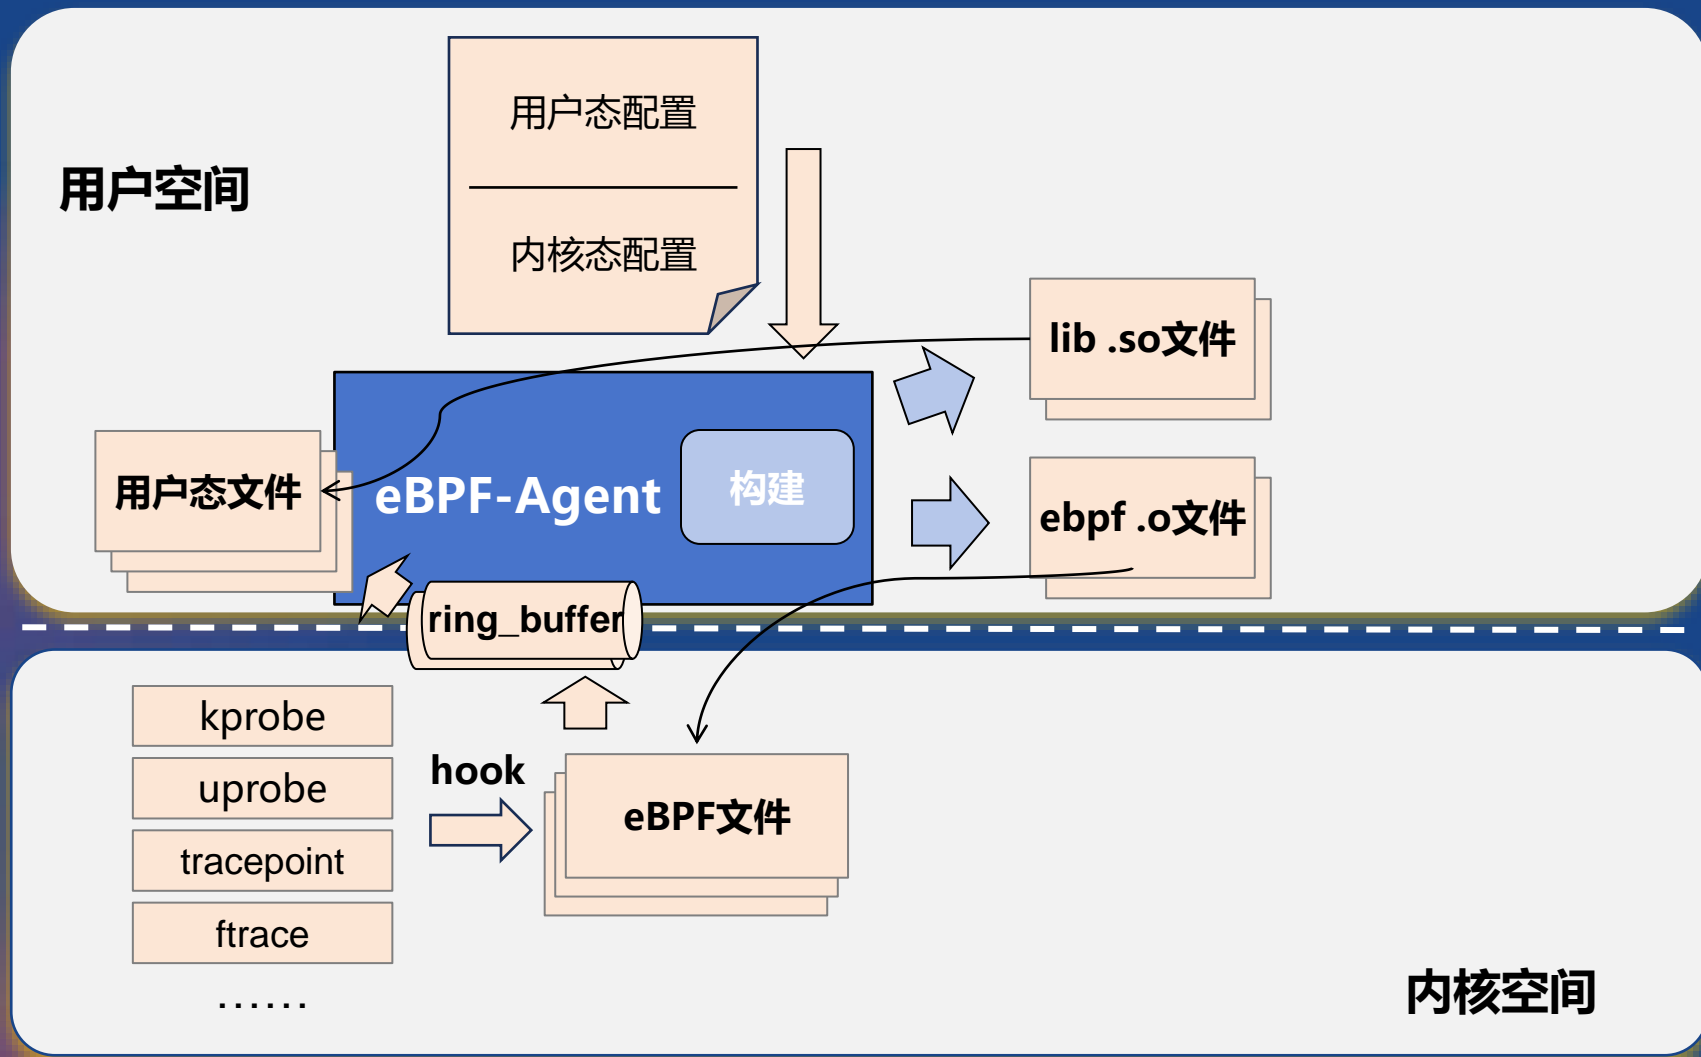 用户态配置
用户空间
内核态配置
lib .so文件
用户态文件
eBPF-Agent
构建
ebpf .o文件
ring_buffer
kprobe
hook
uprobe
eBPF文件
tracepoint
ftrace
......
内核空间